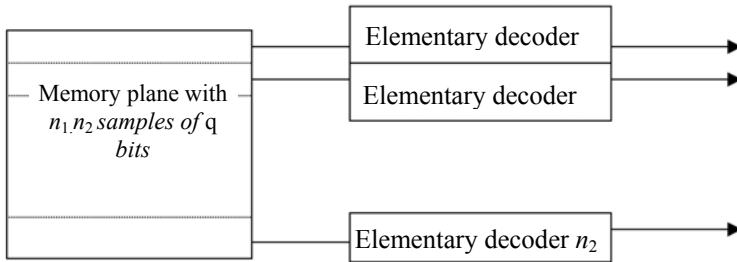 Elementary decoder
Elementary decoder
Memory plane with
n₁.n₂ samples of q
bits
Elementary decoder n₂